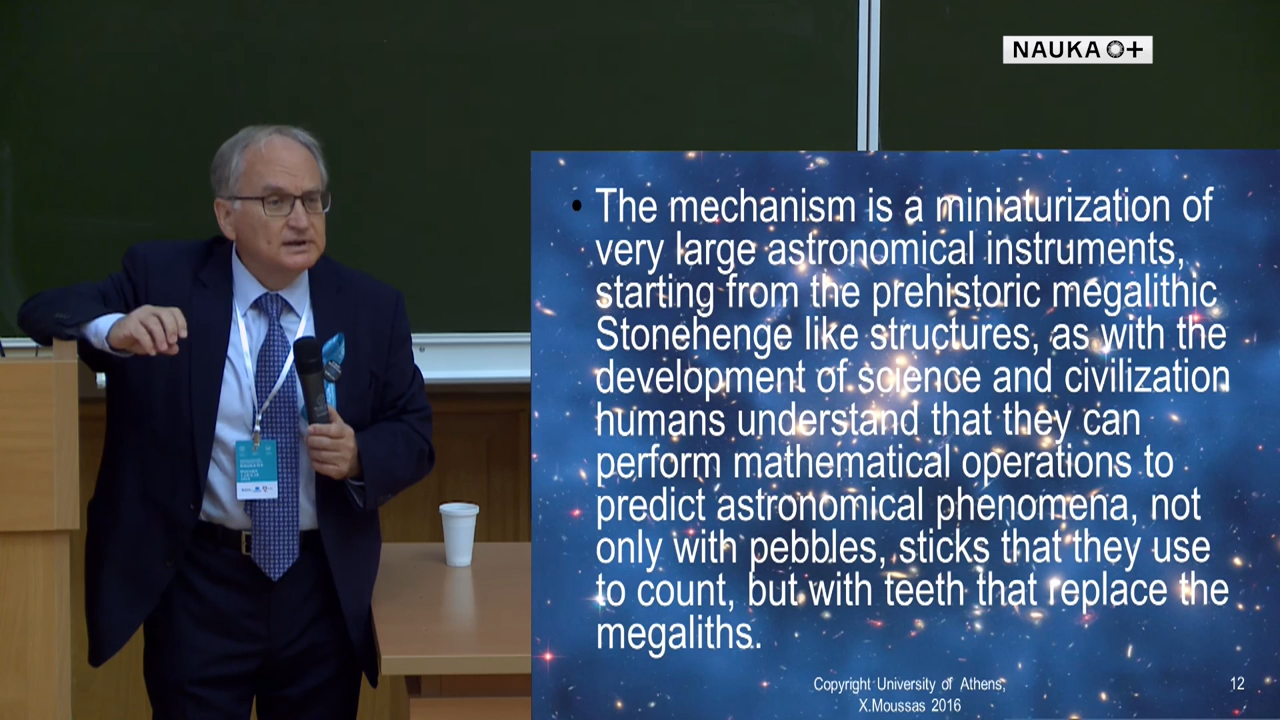 NAUKA O+
• The mechanism is a miniaturization of
very large astronomical instruments,
starting from the prehistoric megalithic
Stonehenge like structures, as with the
development of science and civilization
humans understand that they can
perform mathematical operations to
predict astronomical phenomena, not
only with pebbles, sticks that they use
to count, but with teeth that replace the
megaliths.
Copyright University of Athens,
X.Moussas 2016
12